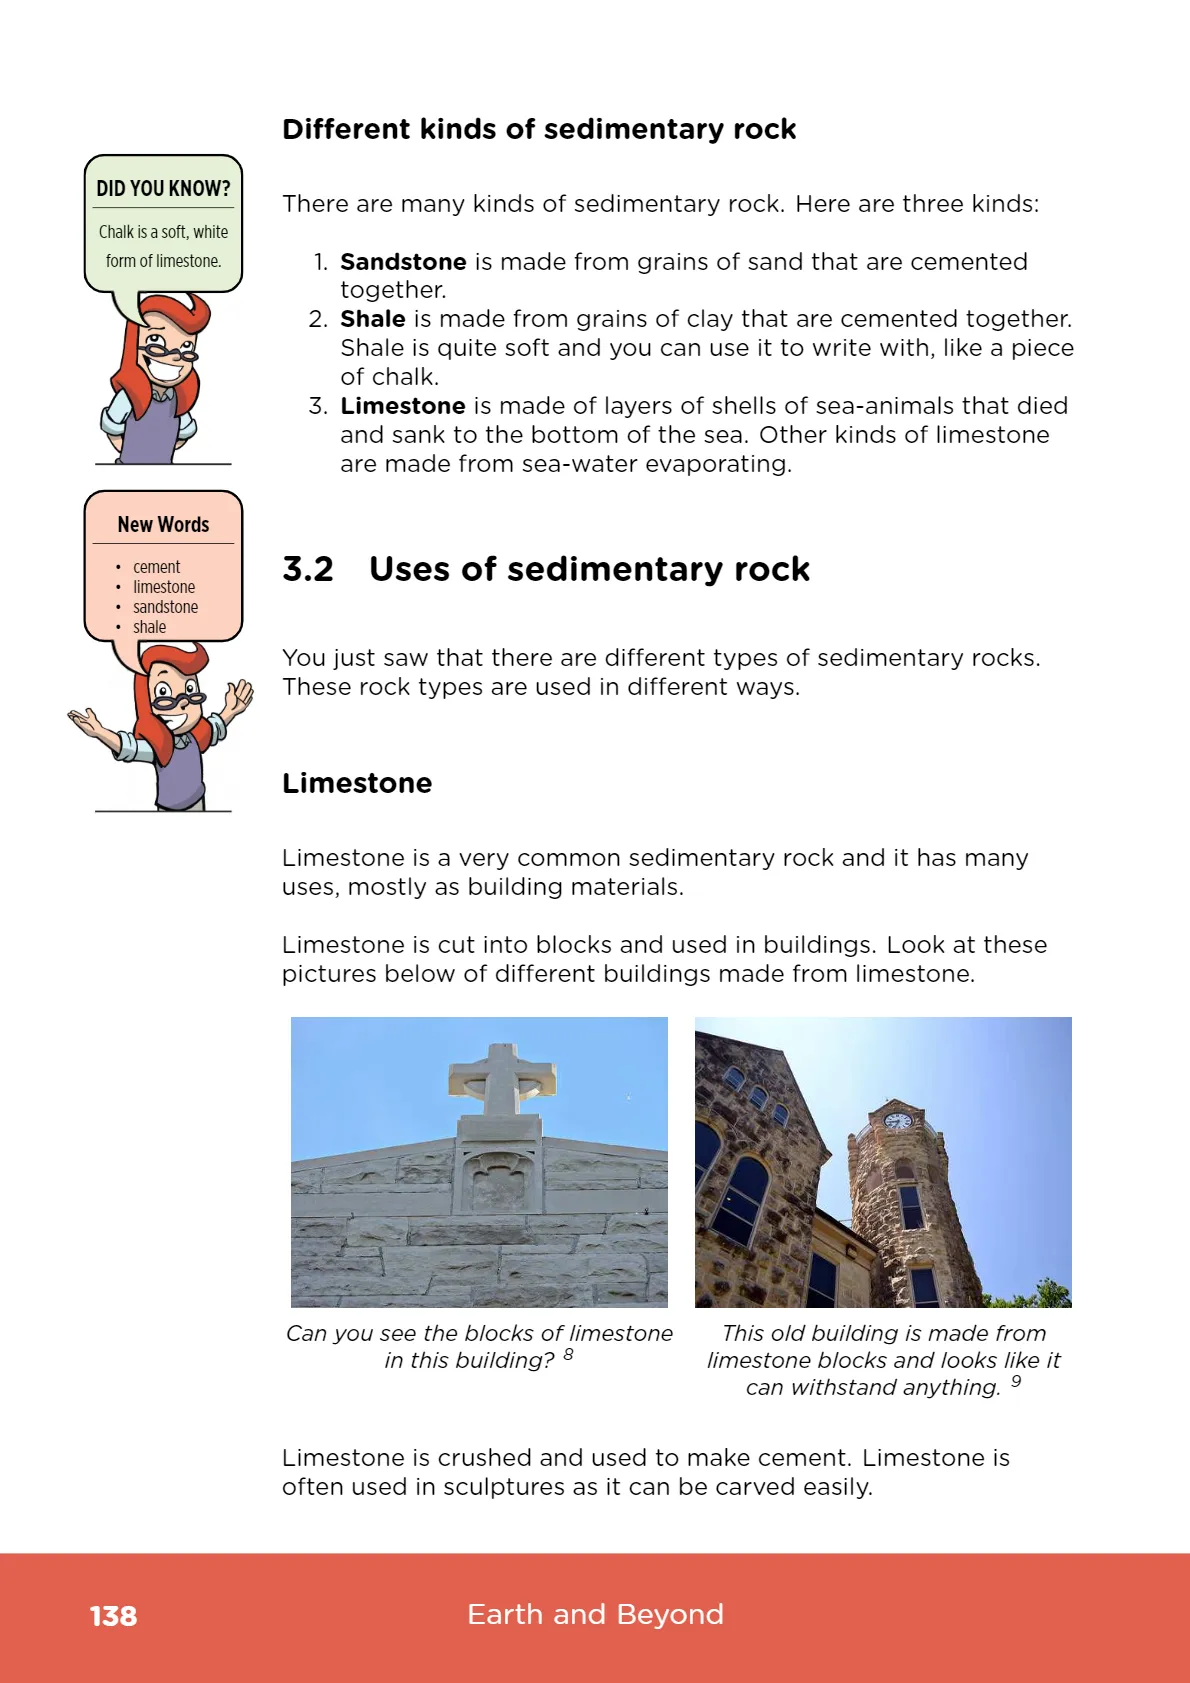 Different kinds of sedimentary rock
DID YOU KNOW?
Chalk is a soft, white
form of limestone.
There are many kinds of sedimentary rock. Here are three kinds:
1. Sandstone is made from grains of sand that are cemented
together.
2. Shale is made from grains of clay that are cemented together.
Shale is quite soft and you can use it to write with, like a piece
of chalk.
3. Limestone is made of layers of shells of sea-animals that died
and sank to the bottom of the sea. Other kinds of limestone
are made from sea-water evaporating.
New Words
• cement
• limestone
• sandstone
• shale
3.2 Uses of sedimentary rock
You just saw that there are different types of sedimentary rocks.
These rock types are used in different ways.
Limestone
Limestone is a very common sedimentary rock and it has many
uses, mostly as building materials.
Limestone is cut into blocks and used in buildings. Look at these
pictures below of different buildings made from limestone.
Can you see the blocks of limestone
in this building? 8
This old building is made from
limestone blocks and looks like it
can withstand anything. 9
Limestone is crushed and used to make cement. Limestone is
often used in sculptures as it can be carved easily.
138
Earth and Beyond